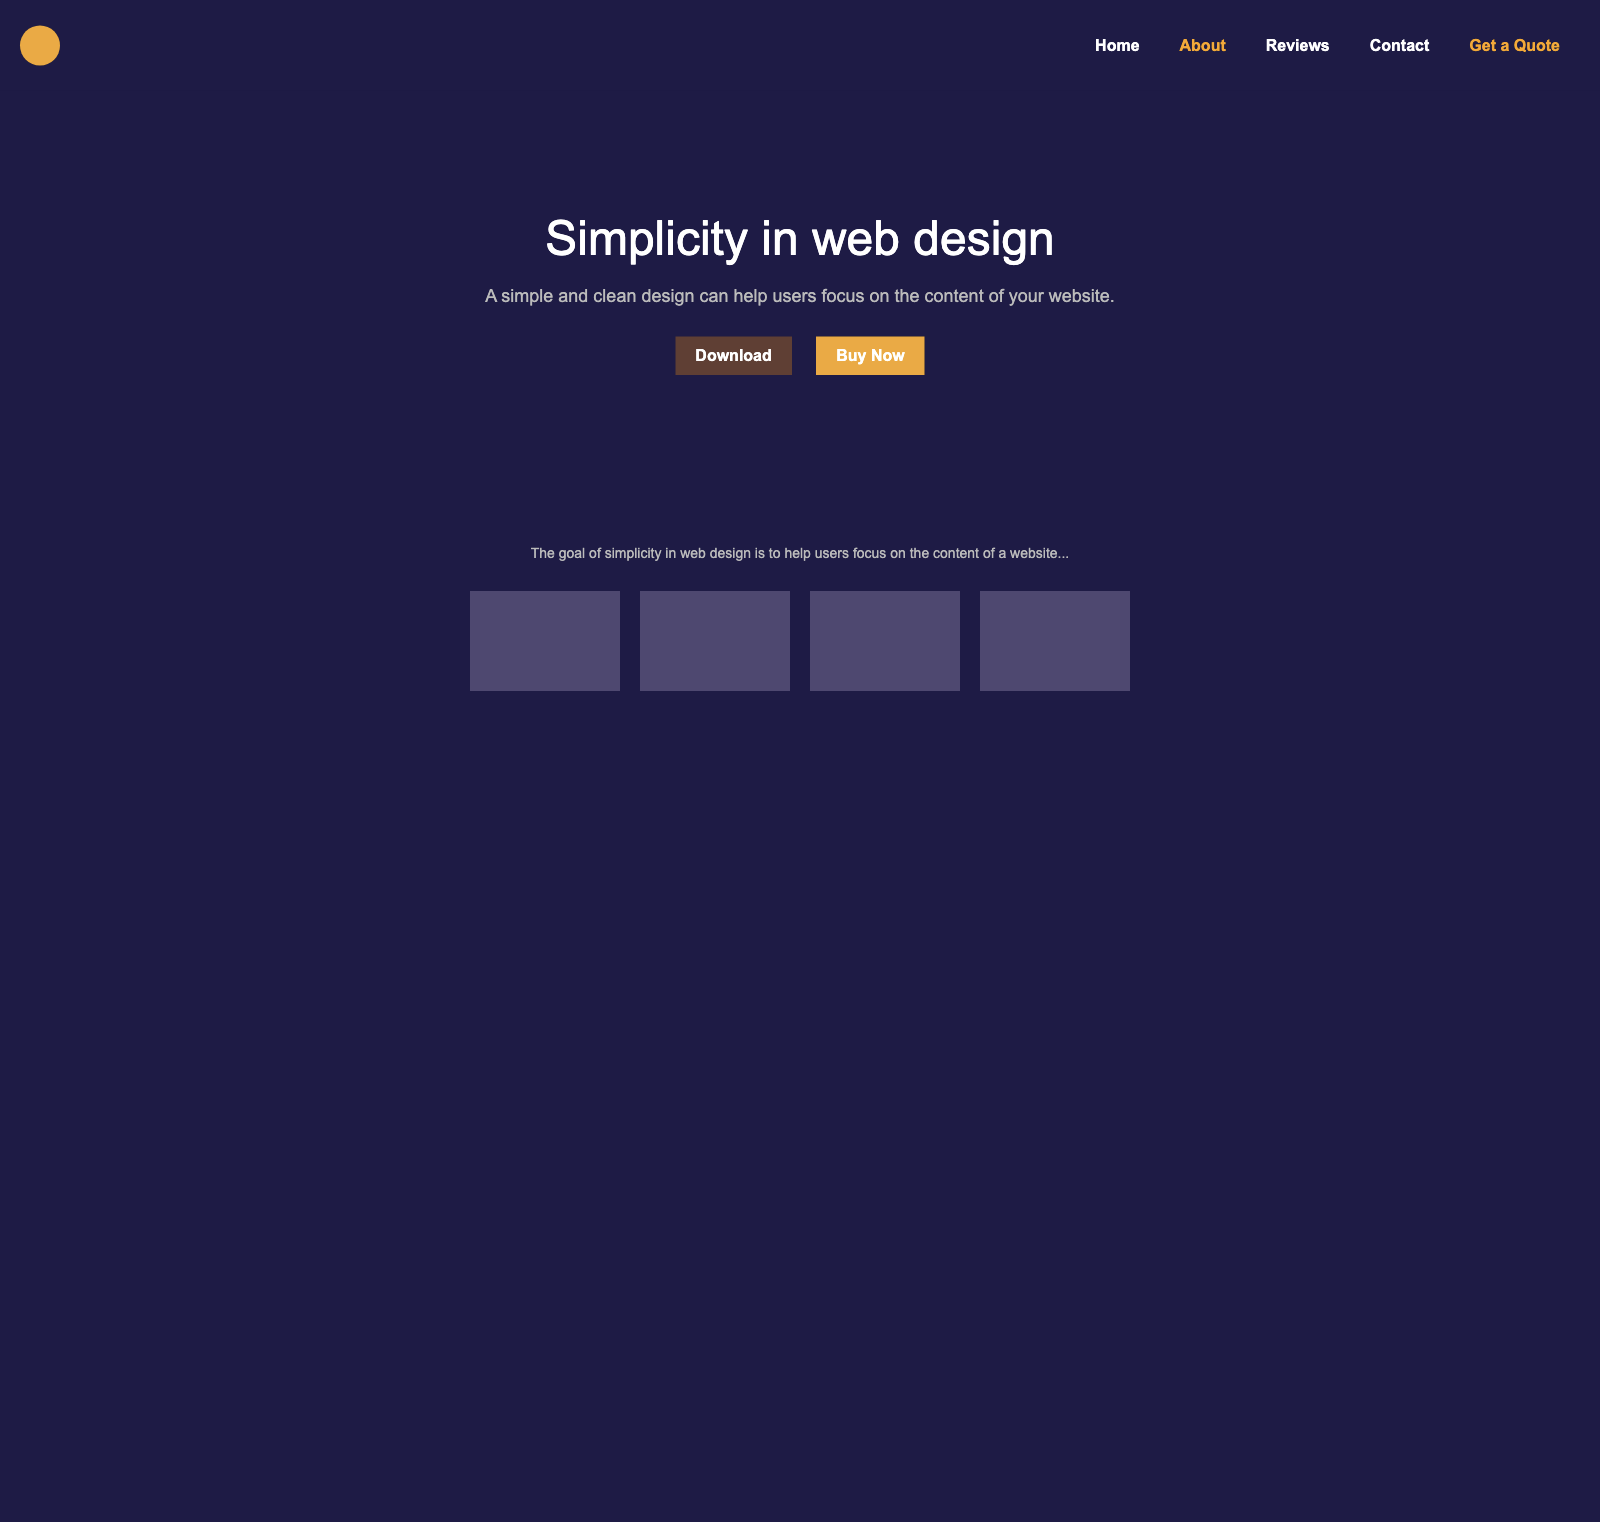 Home About Reviews Contact Get a Quote
Simplicity in web design
A simple and clean design can help users focus on the content of your website.
Download Buy Now
The goal of simplicity in web design is to help users focus on the content of a website...